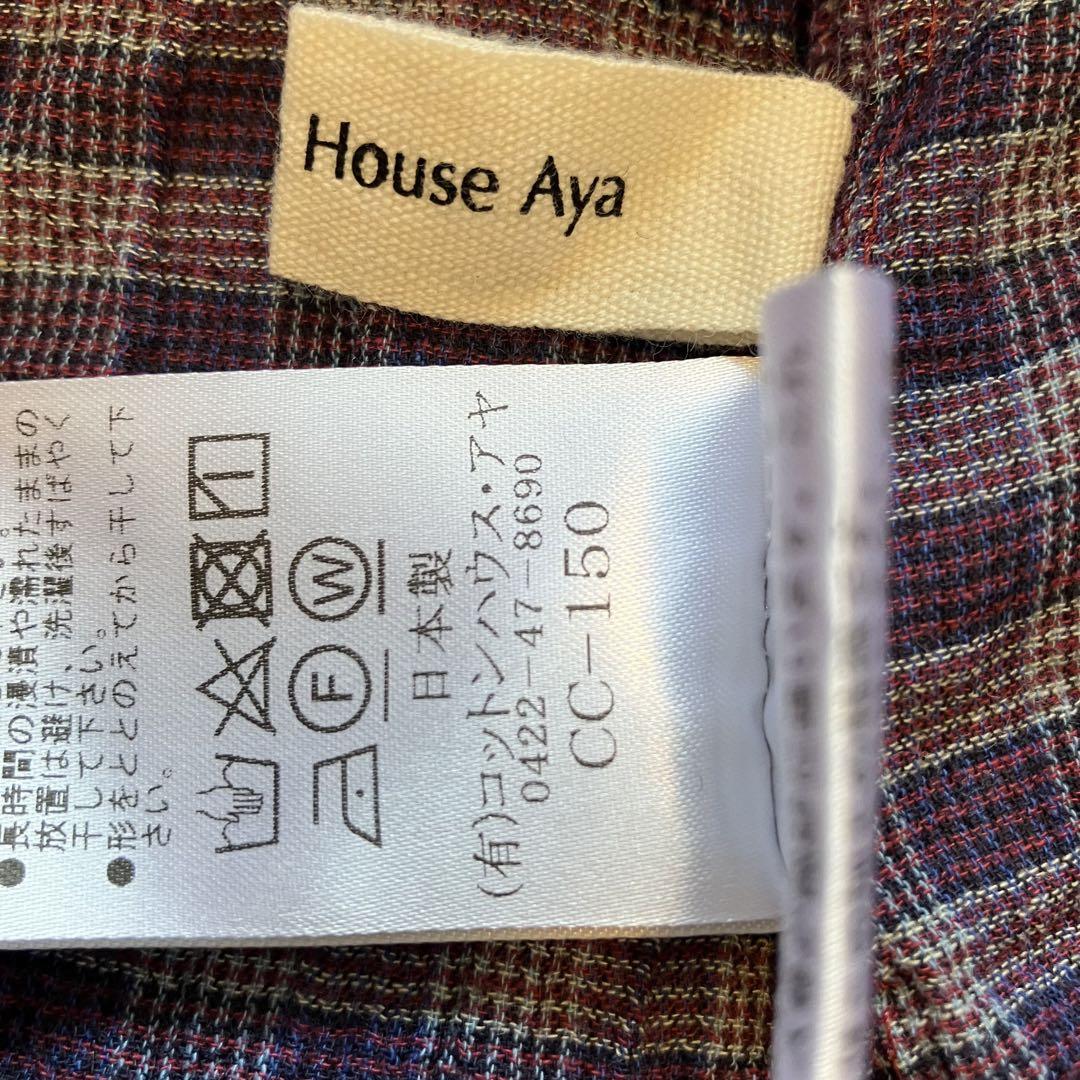 House Aya
長時間の浸漬や濡れたままの
放置は避け、洗濯後すばやく
干して下さい。
●形をととのえてから干して下
さい。
F
W
日本製
(有)コットンハウス・アヤ
0422-47-8690
CC-150